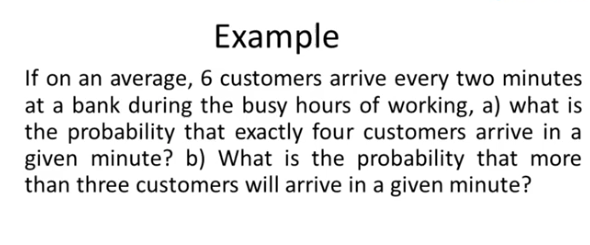 Example
If on an average, 6 customers arrive every two minutes
at a bank during the busy hours of working, a) what is
the probability that exactly four customers arrive in a
given minute? b) What is the probability that more
than three customers will arrive in a given minute?